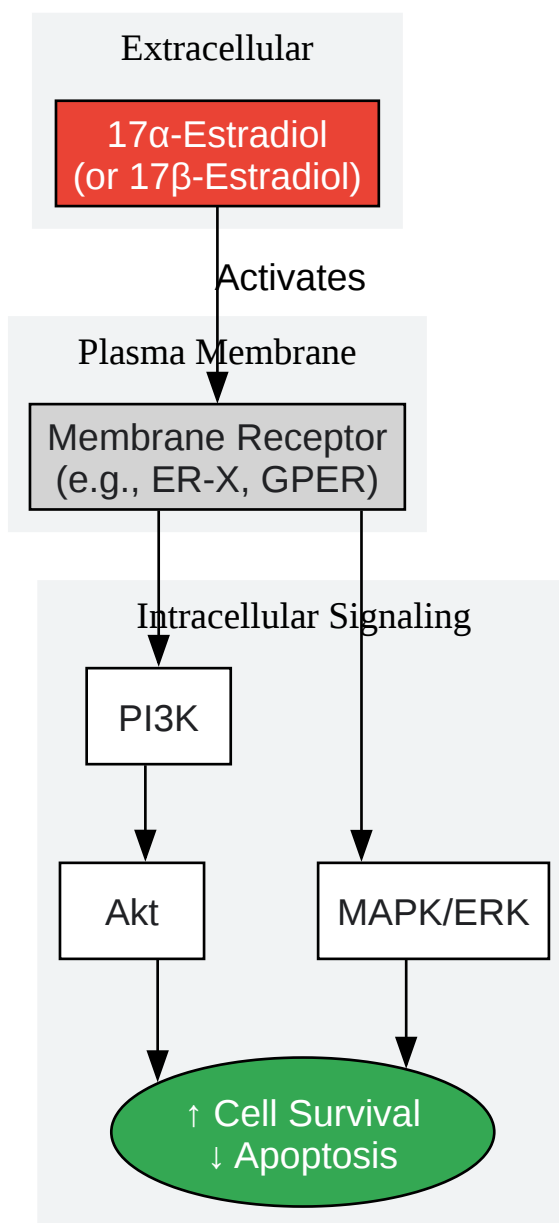 Extracellular
17α-Estradiol
(or 17β-Estradiol)
Activates
Plasma Membrane
Membrane Receptor
(e.g., ER-X, GPER)
Intracellular Signaling
PI3K
Akt
MAPK/ERK
↑ Cell Survival
↓ Apoptosis